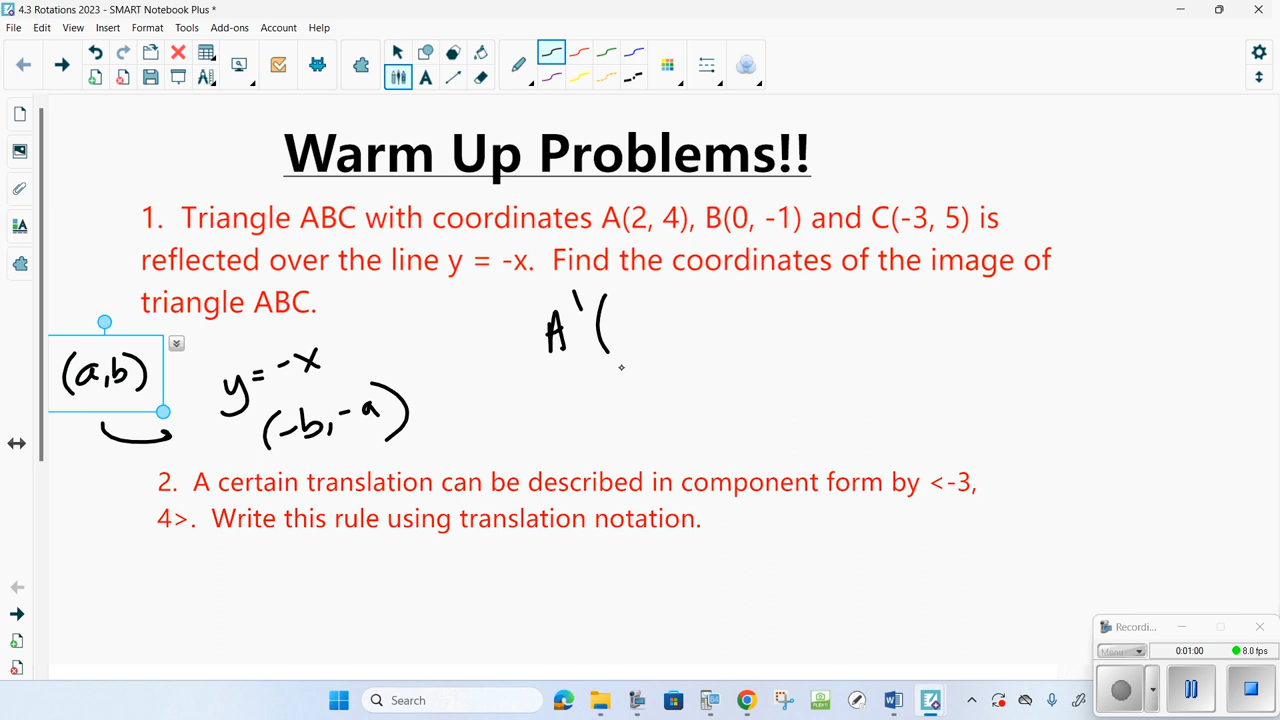 4.3 Rotations 2023 - SMART Notebook Plus *
File Edit View Insert Format Tools Add-ons Account Help
Warm Up Problems!!
1. Triangle ABC with coordinates A(2, 4), B(0, -1) and C(-3, 5) is
reflected over the line y = -x. Find the coordinates of the image of
triangle ABC.
A'(
(a,b)
y = -x
(-b, -a)
2. A certain translation can be described in component form by <-3,
4>. Write this rule using translation notation.
Recordi...
Menu
0:01:00
8.0 fps
Search